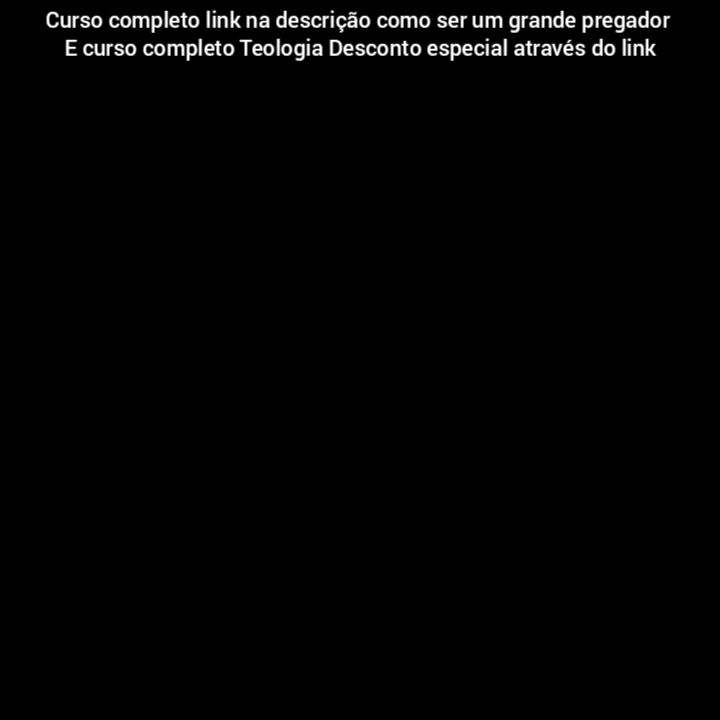 Curso completo link na descrição como ser um grande pregador
E curso completo Teologia Desconto especial através do link